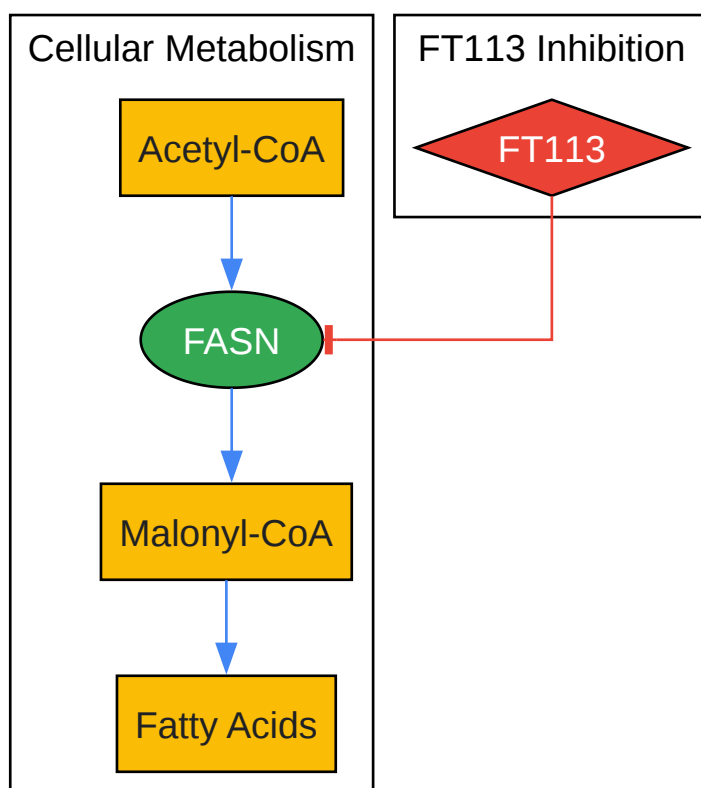 Cellular Metabolism
FT113 Inhibition
Acetyl-CoA
FT113
FASN
Malonyl-CoA
Fatty Acids